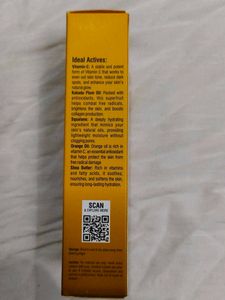 Ideal Actives:
Vitamin-C: A stable and potent
form of Vitamin C that works to
even out skin tone, reduce dark
spots, and enhance your skin's
natural glow.
Kakadu Plum Oil: Packed with
antioxidants, this superfruit
helps combat free radicals,
brightens the skin, and boosts
collagen production.
Squalane: A deeply hydrating
ingredient that mimics your
skin's natural oils, providing
lightweight moisture without
clogging pores.
Orange Oil: Orange oil is rich in
vitamin C, an essential antioxidant
that helps protect the skin from
free radical damage.
Shea Butter: Rich in vitamins
and fatty acids, it soothes,
nourishes, and softens the skin,
ensuring long-lasting hydration.
SCAN
& EXPLORE MORE